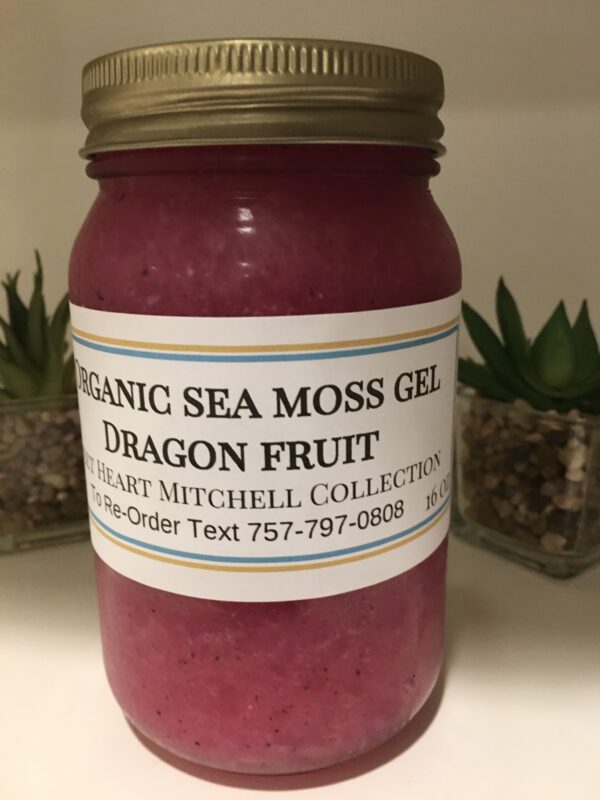 ORGANIC SEA MOSS GEL
DRAGON FRUIT
HEART MITCHELL COLLECTION
To Re-Order Text 757-797-0808
16